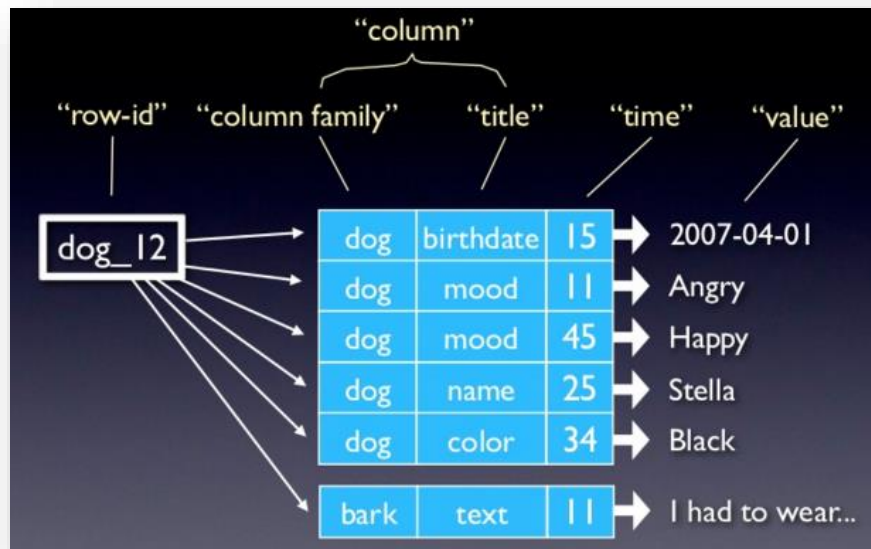 “column”
“row-id” “column family” “title” “time” “value”
dog_12
dog birthdate 15 2007-04-01
dog mood 11 Angry
dog mood 45 Happy
dog name 25 Stella
dog color 34 Black
bark text 11 I had to wear...